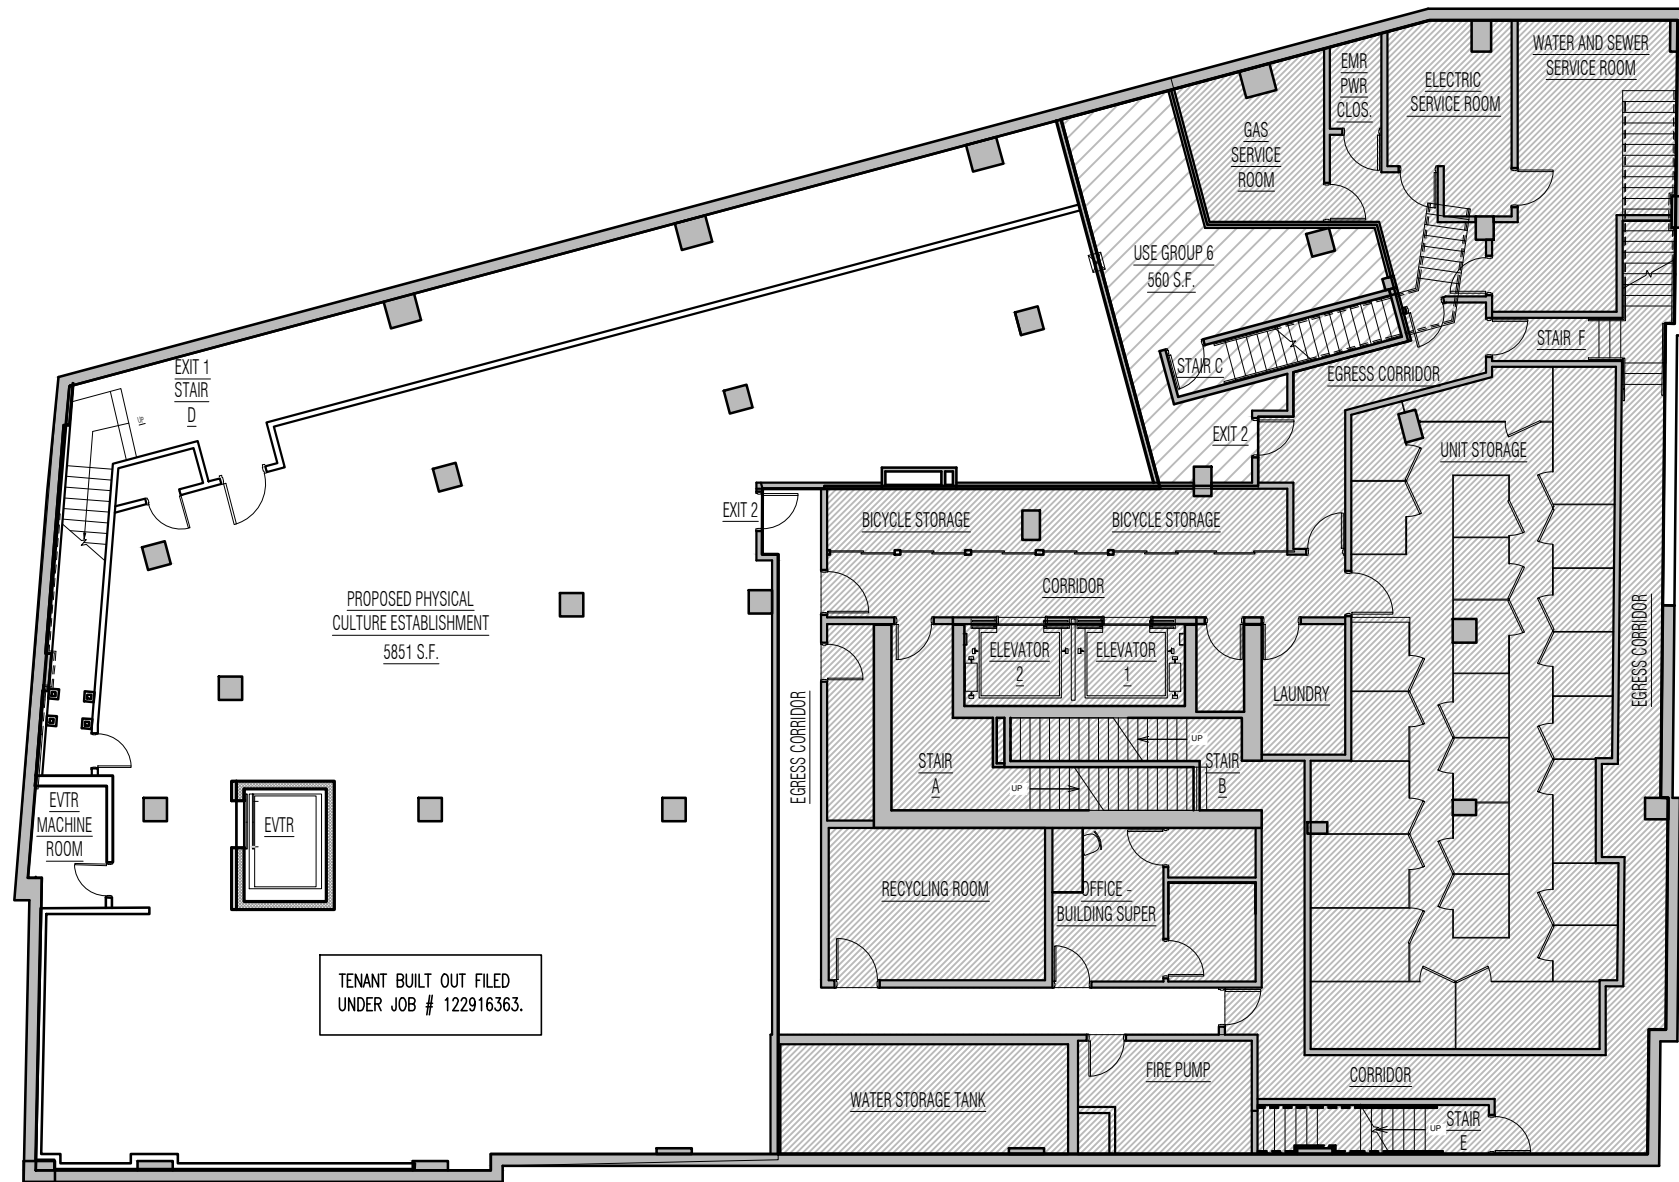 WATER AND SEWER
SERVICE ROOM
EMR
PWR
CLOS.
ELECTRIC
SERVICE ROOM
GAS
SERVICE
ROOM
USE GROUP 6
560 S.F.
STAIR C
STAIR F
EGRESS CORRIDOR
EXIT 1
STAIR
D
UP
EXIT 2
UNIT STORAGE
EXIT 2
BICYCLE STORAGE
BICYCLE STORAGE
CORRIDOR
PROPOSED PHYSICAL
CULTURE ESTABLISHMENT
5851 S.F.
ELEVATOR
2
ELEVATOR
1
LAUNDRY
EGRESS CORRIDOR
EGRESS CORRIDOR
STAIR
A
UP
UP
STAIR
B
EVTR
MACHINE
ROOM
EVTR
RECYCLING ROOM
OFFICE -
BUILDING SUPER
TENANT BUILT OUT FILED
UNDER JOB # 122916363.
WATER STORAGE TANK
FIRE PUMP
CORRIDOR
UP
STAIR
E